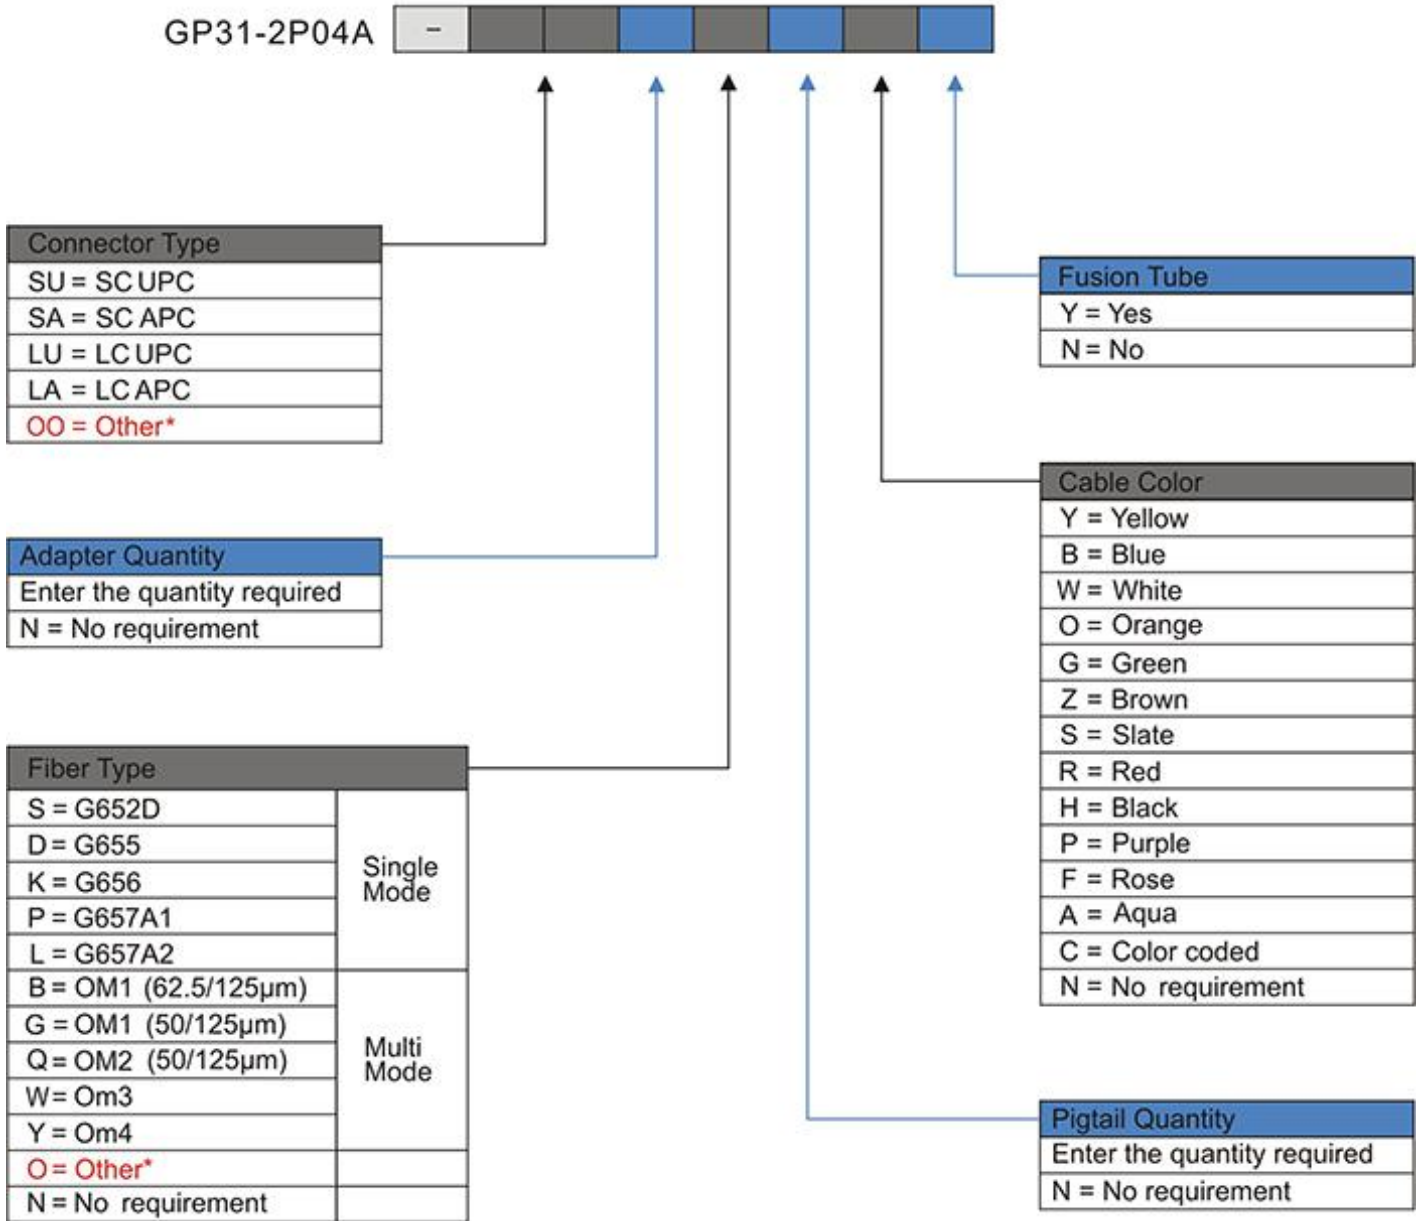 GP31-2P04A -
Connector Type
SU = SC UPC
SA = SC APC
LU = LC UPC
LA = LC APC
OO = Other*
Adapter Quantity
Enter the quantity required
N = No requirement
Fiber Type
S = G652D
D = G655
K = G656
P = G657A1
L = G657A2
Single
Mode
B = OM1 (62.5/125μm)
G = OM1 (50/125μm)
Q = OM2 (50/125μm)
W = Om3
Y = Om4
Multi
Mode
O = Other*
N = No requirement
Fusion Tube
Y = Yes
N = No
Cable Color
Y = Yellow
B = Blue
W = White
O = Orange
G = Green
Z = Brown
S = Slate
R = Red
H = Black
P = Purple
F = Rose
A = Aqua
C = Color coded
N = No requirement
Pigtail Quantity
Enter the quantity required
N = No requirement